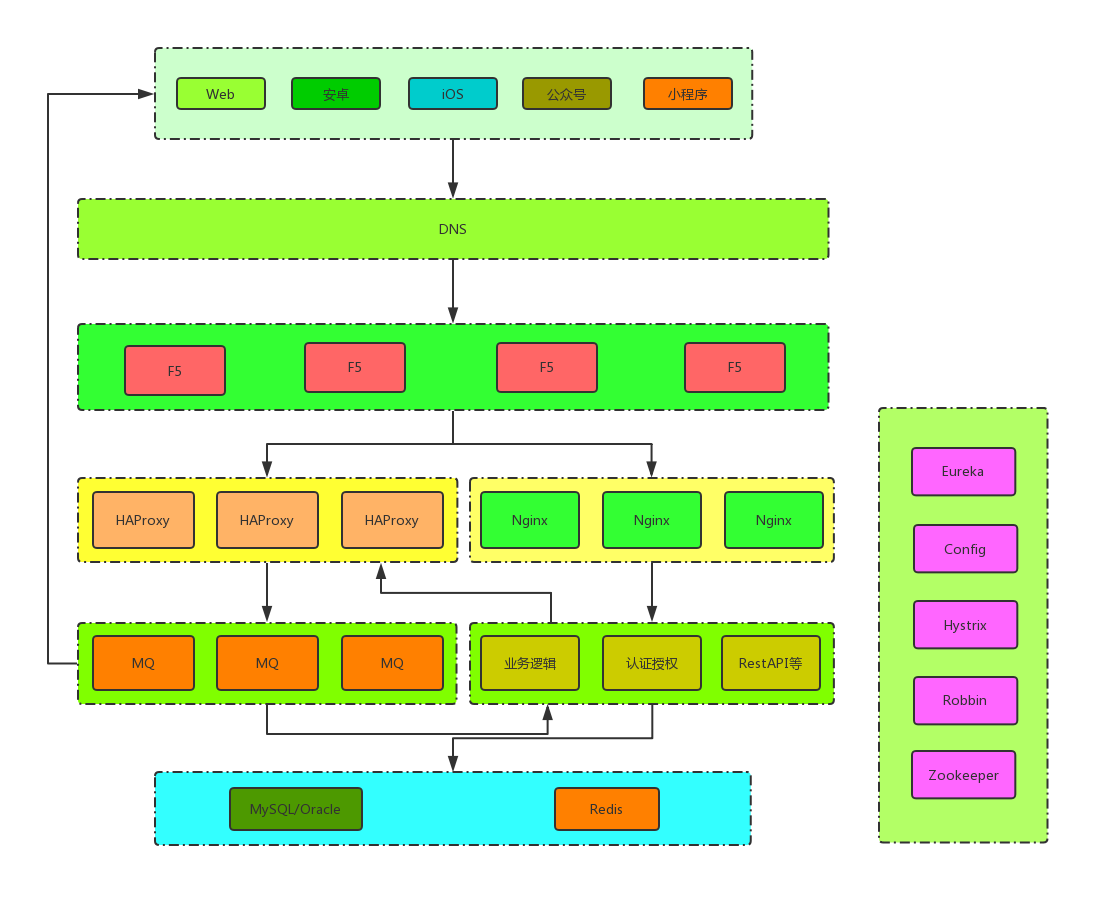 Web
安卓
iOS
公众号
小程序
DNS
F5
F5
F5
F5
HAProxy
HAProxy
HAProxy
Nginx
Nginx
Nginx
MQ
MQ
MQ
业务逻辑
认证授权
RestAPI等
MySQL/Oracle
Redis
Eureka
Config
Hystrix
Robbin
Zookeeper